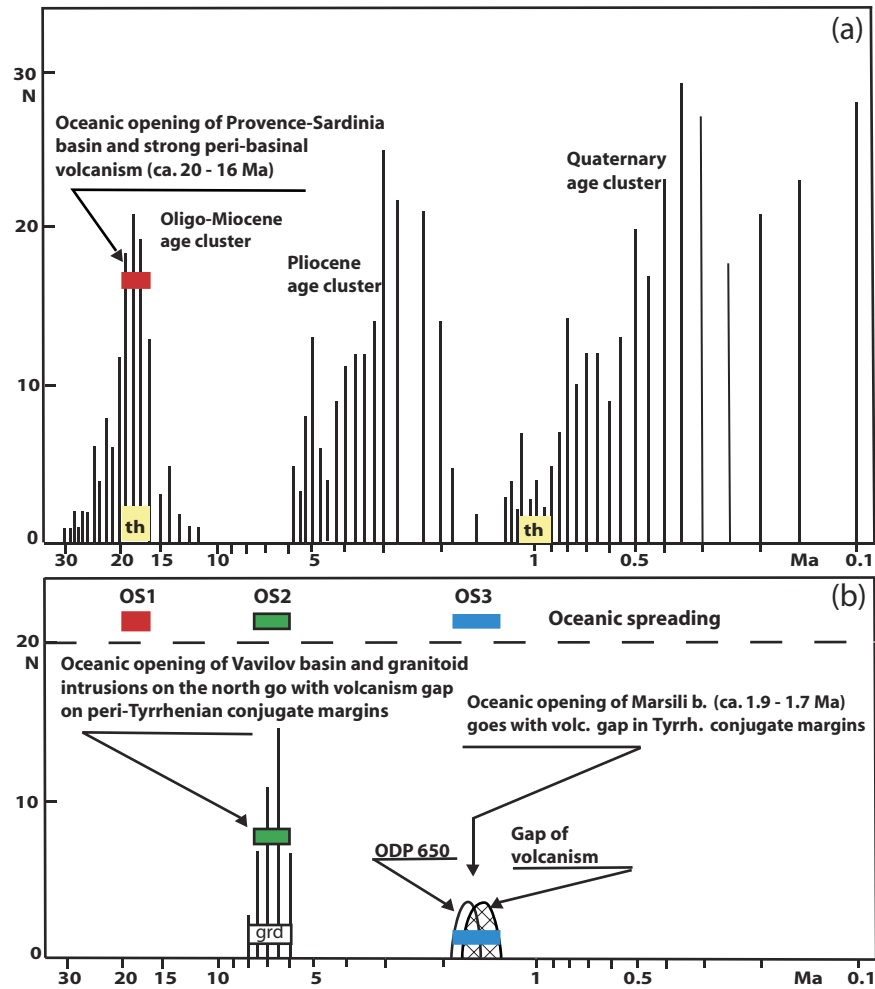 (a)
30
N
Oceanic opening of Provence-Sardinia
basin and strong peri-basinal
volcanism (ca. 20 - 16 Ma)
Quaternary
age cluster
20
Oligo-Miocene
age cluster
Pliocene
age cluster
10
th
th
0
30 20 15 10 5 1 0.5 Ma 0.1
(b)
OS1 OS2 OS3
Oceanic spreading
20
N
Oceanic opening of Vavilov basin and granitoid
intrusions on the north go with volcanism gap
on peri-Tyrrhenian conjugate margins
Oceanic opening of Marsili b. (ca. 1.9 - 1.7 Ma)
goes with volc. gap in Tyrrh. conjugate margins
10
ODP 650
Gap of
volcanism
grd
0
30 20 15 10 5 1 0.5 Ma 0.1